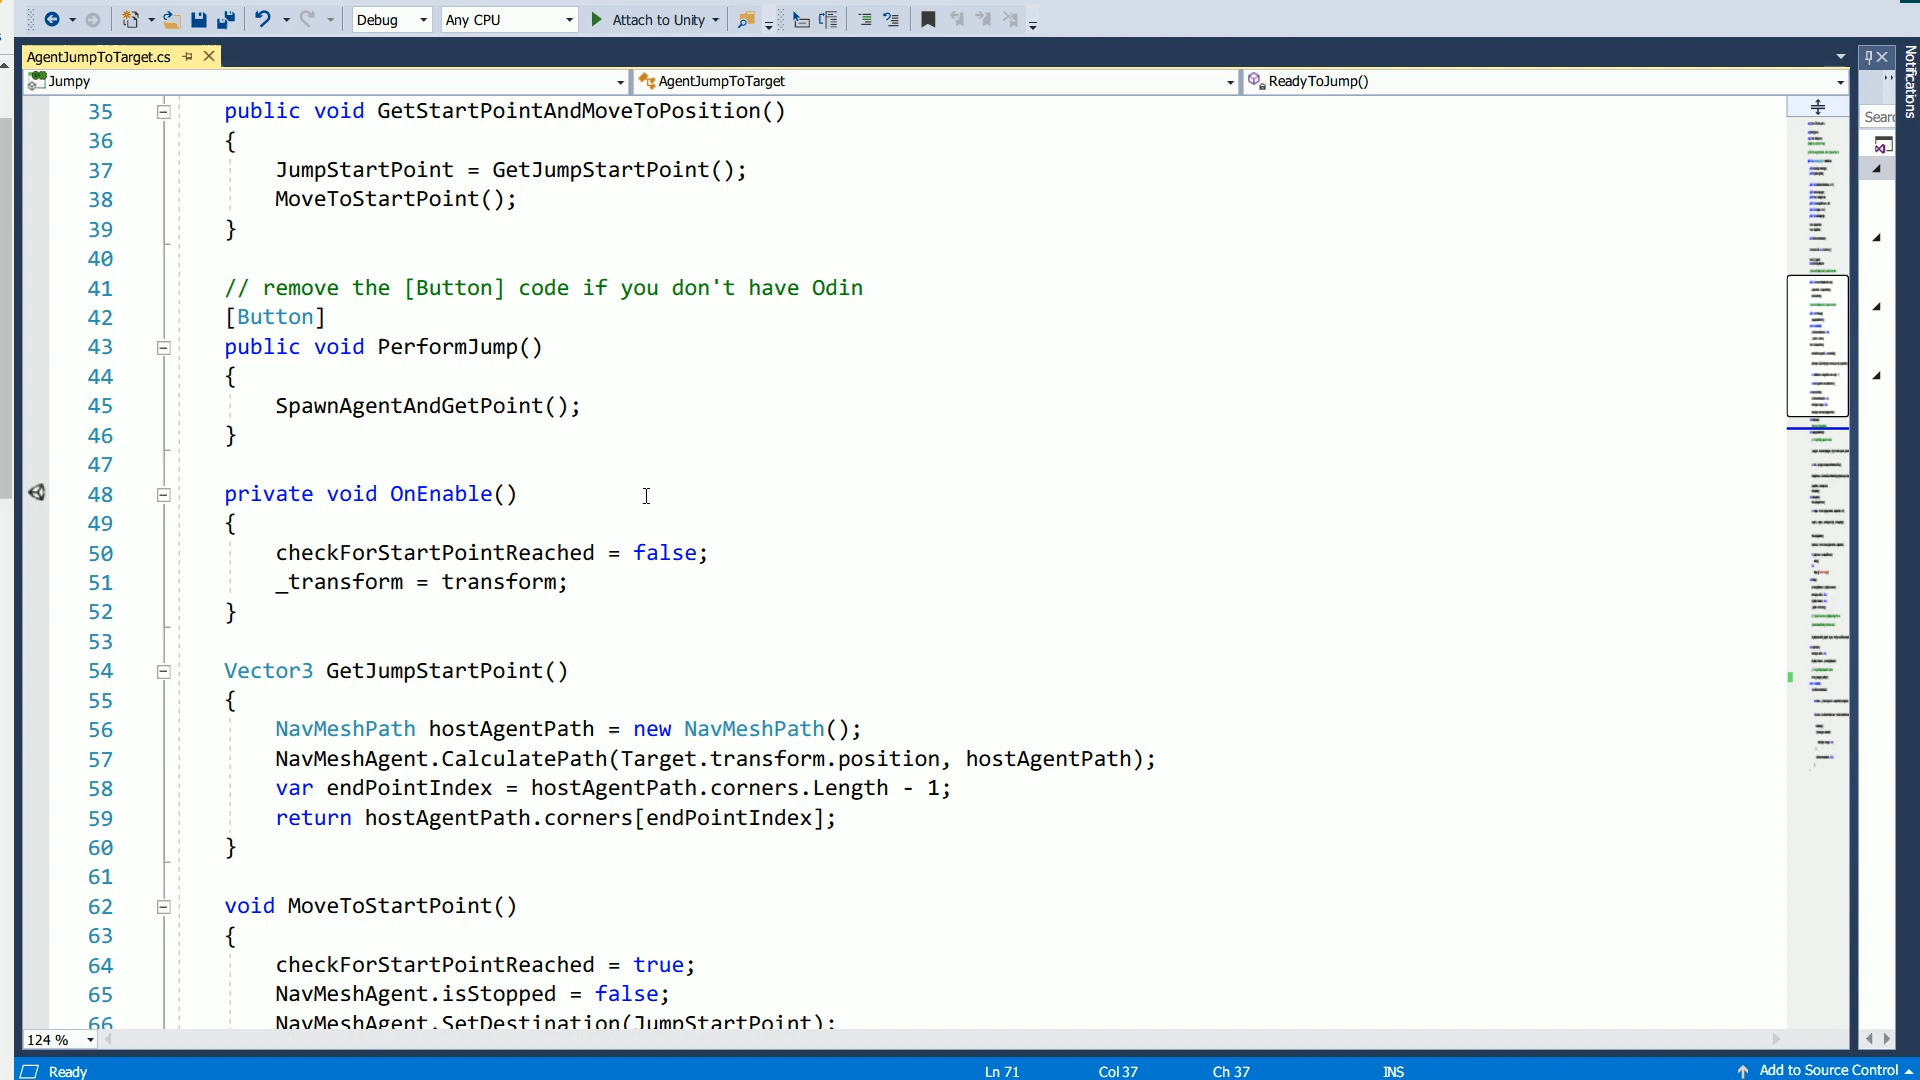 Debug
Any CPU
Attach to Unity
AgentJumpToTarget.cs
Notifications
Jumpy
AgentJumpToTarget
ReadyToJump()
35 public void GetStartPointAndMoveToPosition()
36 {
37 JumpStartPoint = GetJumpStartPoint();
38 MoveToStartPoint();
39 }
40
41 // remove the [Button] code if you don't have Odin
42 [Button]
43 public void PerformJump()
44 {
45 SpawnAgentAndGetPoint();
46 }
47
48 private void OnEnable()
49 {
50 checkForStartPointReached = false;
51 _transform = transform;
52 }
53
54 Vector3 GetJumpStartPoint()
55 {
56 NavMeshPath hostAgentPath = new NavMeshPath();
57 NavMeshAgent.CalculatePath(Target.transform.position, hostAgentPath);
58 var endPointIndex = hostAgentPath.corners.Length - 1;
59 return hostAgentPath.corners[endPointIndex];
60 }
61
62 void MoveToStartPoint()
63 {
64 checkForStartPointReached = true;
65 NavMeshAgent.isStopped = false;
66 NavMeshAgent.SetDestination(JumpStartPoint);
124 %
Ready
Ln 71
Col 37
Ch 37
INS
Add to Source Control